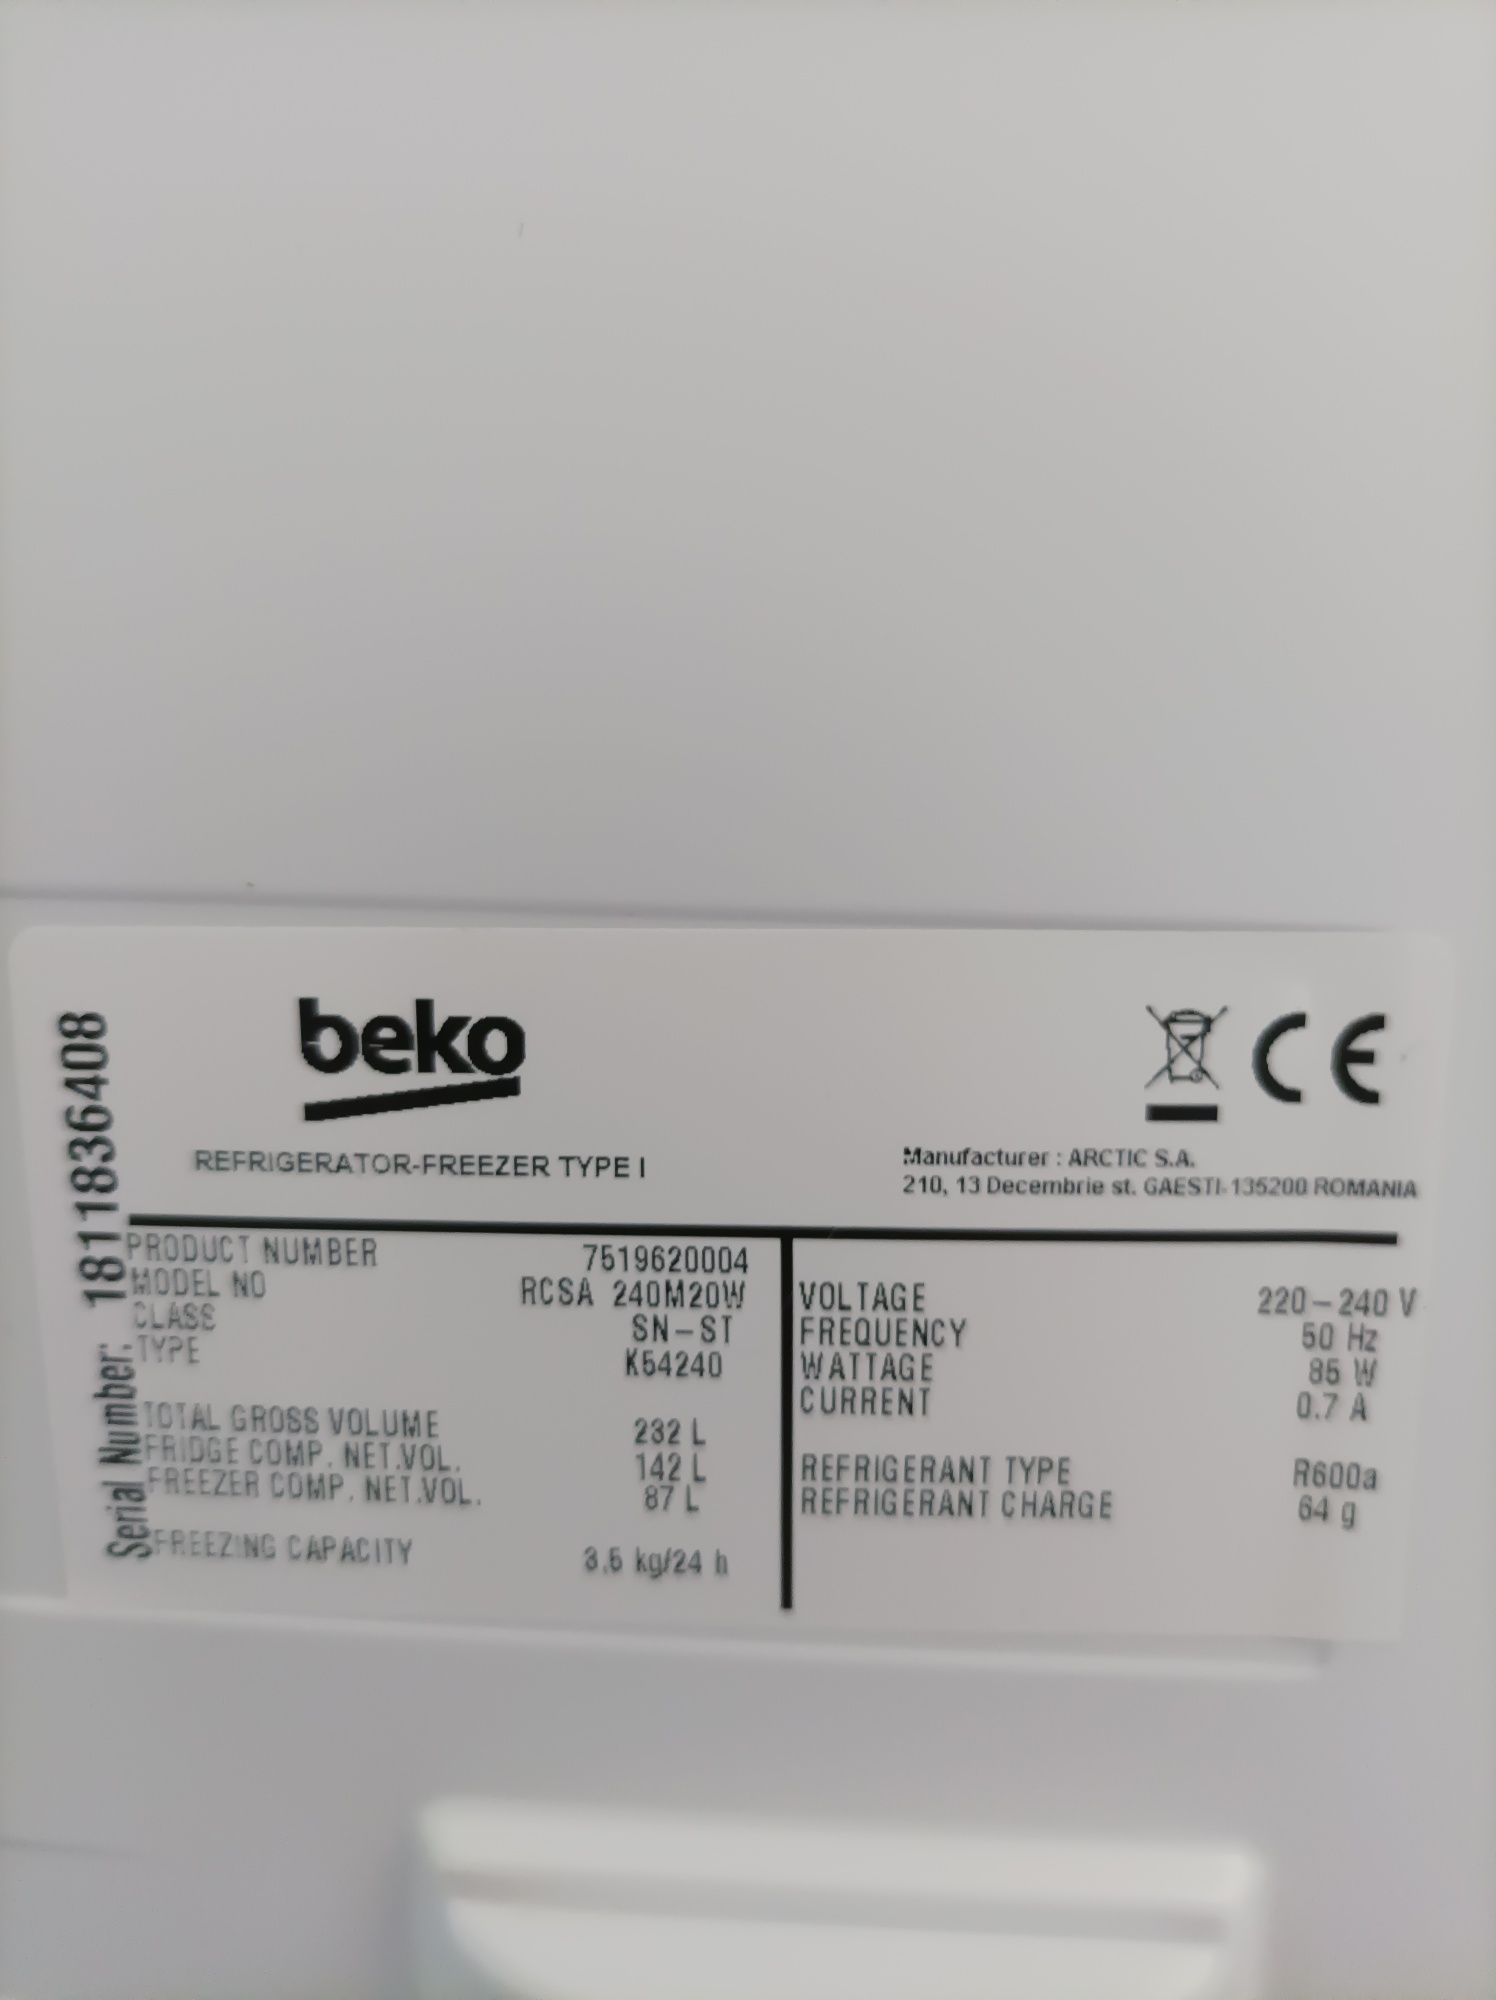 beko
CE
REFRIGERATOR-FREEZER TYPE I
Manufacturer : ARCTIC S.A.
210, 13 Decembrie st. GAESTI-135200 ROMANIA
Serial Number: 1811836408
PRODUCT NUMBER 7519620004
MODEL NO RCSA 240M20W
CLASS SN-ST
TYPE K54240
TOTAL GROSS VOLUME 232 L
FRIDGE COMP. NET.VOL. 142 L
FREEZER COMP. NET.VOL. 87 L
FREEZING CAPACITY 3.5 kg/24 h
VOLTAGE 220-240 V
FREQUENCY 50 Hz
WATTAGE 85 W
CURRENT 0.7 A
REFRIGERANT TYPE R600a
REFRIGERANT CHARGE 64 g